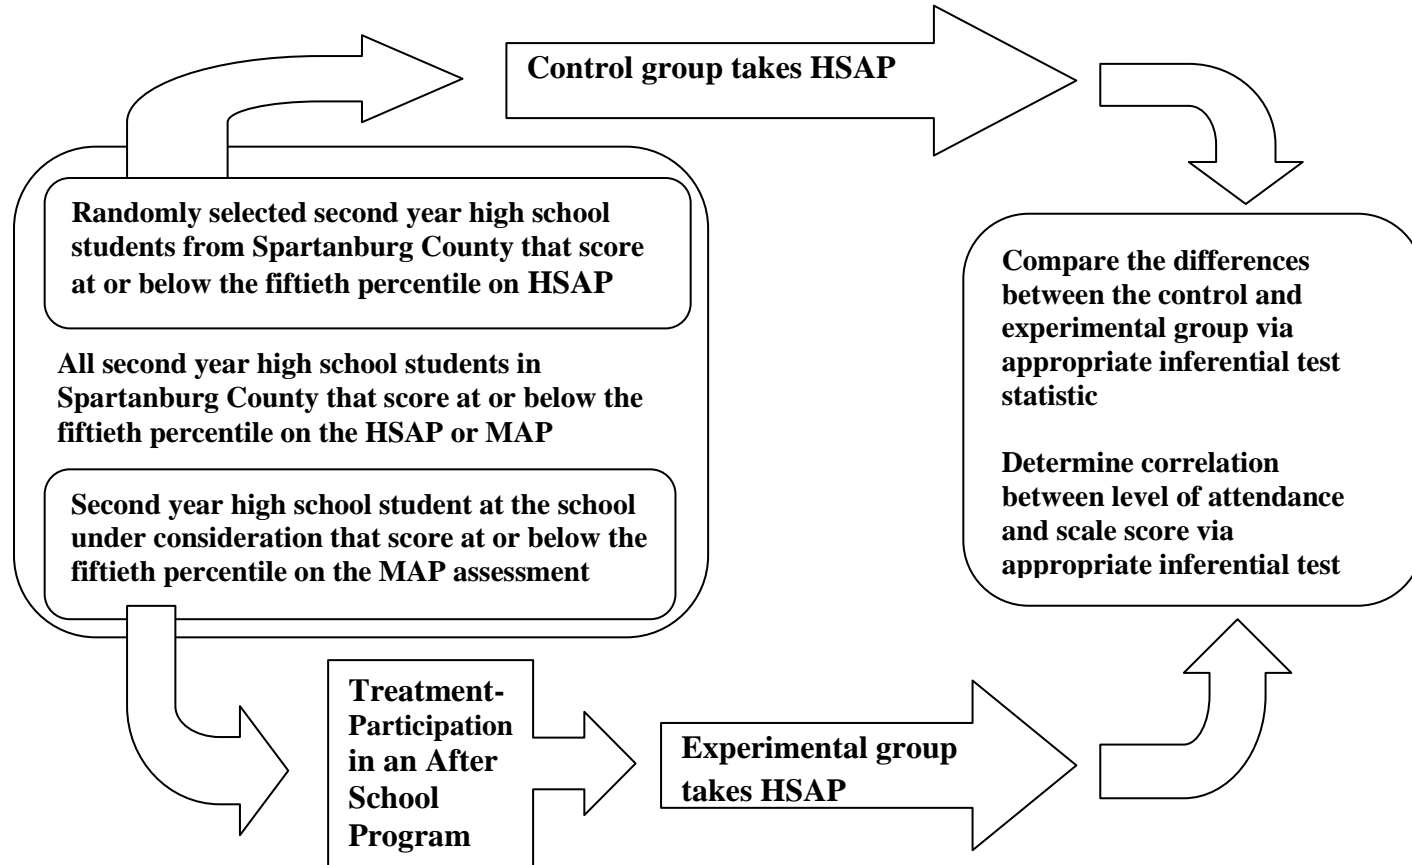 Control group takes HSAP
Randomly selected second year high school
students from Spartanburg County that score
at or below the fiftieth percentile on HSAP
All second year high school students in
Spartanburg County that score at or below the
fiftieth percentile on the HSAP or MAP
Second year high school student at the school
under consideration that score at or below the
fiftieth percentile on the MAP assessment
Treatment-
Participation
in an After
School
Program
Experimental group
takes HSAP
Compare the differences
between the control and
experimental group via
appropriate inferential test
statistic
Determine correlation
between level of attendance
and scale score via
appropriate inferential test